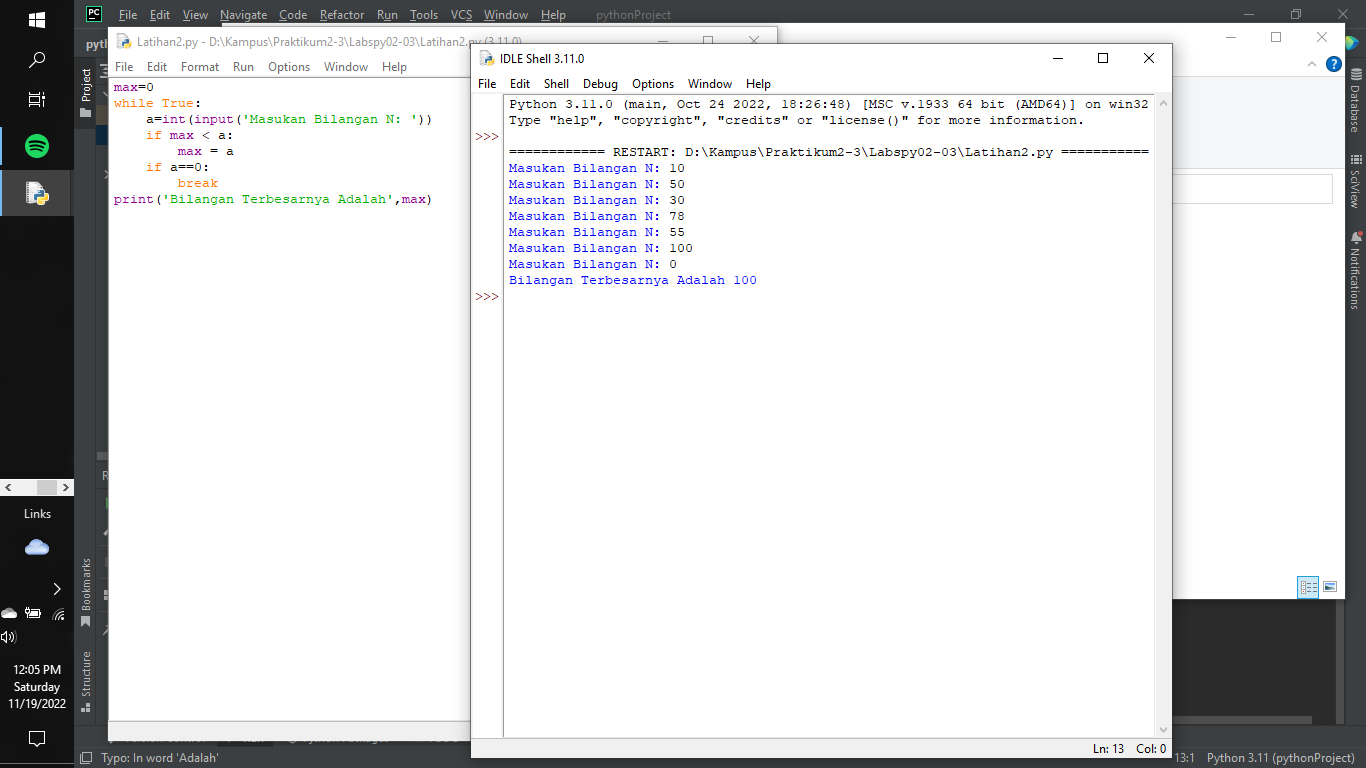 File Edit View Navigate Code Refactor Run Tools VCS Window Help pythonProject
Latihan2.py - D:\Kampus\Praktikum2-3\Labspy02-03\Latihan2.py (3.11.0)
File Edit Format Run Options Window Help
max=0
while True:
    a=int(input('Masukan Bilangan N: '))
    if max < a:
        max = a
    if a==0:
        break
print('Bilangan Terbesarnya Adalah',max)
IDLE Shell 3.11.0
File Edit Shell Debug Options Window Help
Python 3.11.0 (main, Oct 24 2022, 18:26:48) [MSC v.1933 64 bit (AMD64)] on win32
Type "help", "copyright", "credits" or "license()" for more information.
>>>
============ RESTART: D:\Kampus\Praktikum2-3\Labspy02-03\Latihan2.py ===========
Masukan Bilangan N: 10
Masukan Bilangan N: 50
Masukan Bilangan N: 30
Masukan Bilangan N: 78
Masukan Bilangan N: 55
Masukan Bilangan N: 100
Masukan Bilangan N: 0
Bilangan Terbesarnya Adalah 100
>>>
Ln: 13 Col: 0
Project
Bookmarks
Structure
Database
SciView
Notifications
Links
12:05 PM
Saturday
11/19/2022
Typo: In word 'Adalah'
13:1 Python 3.11 (pythonProject)